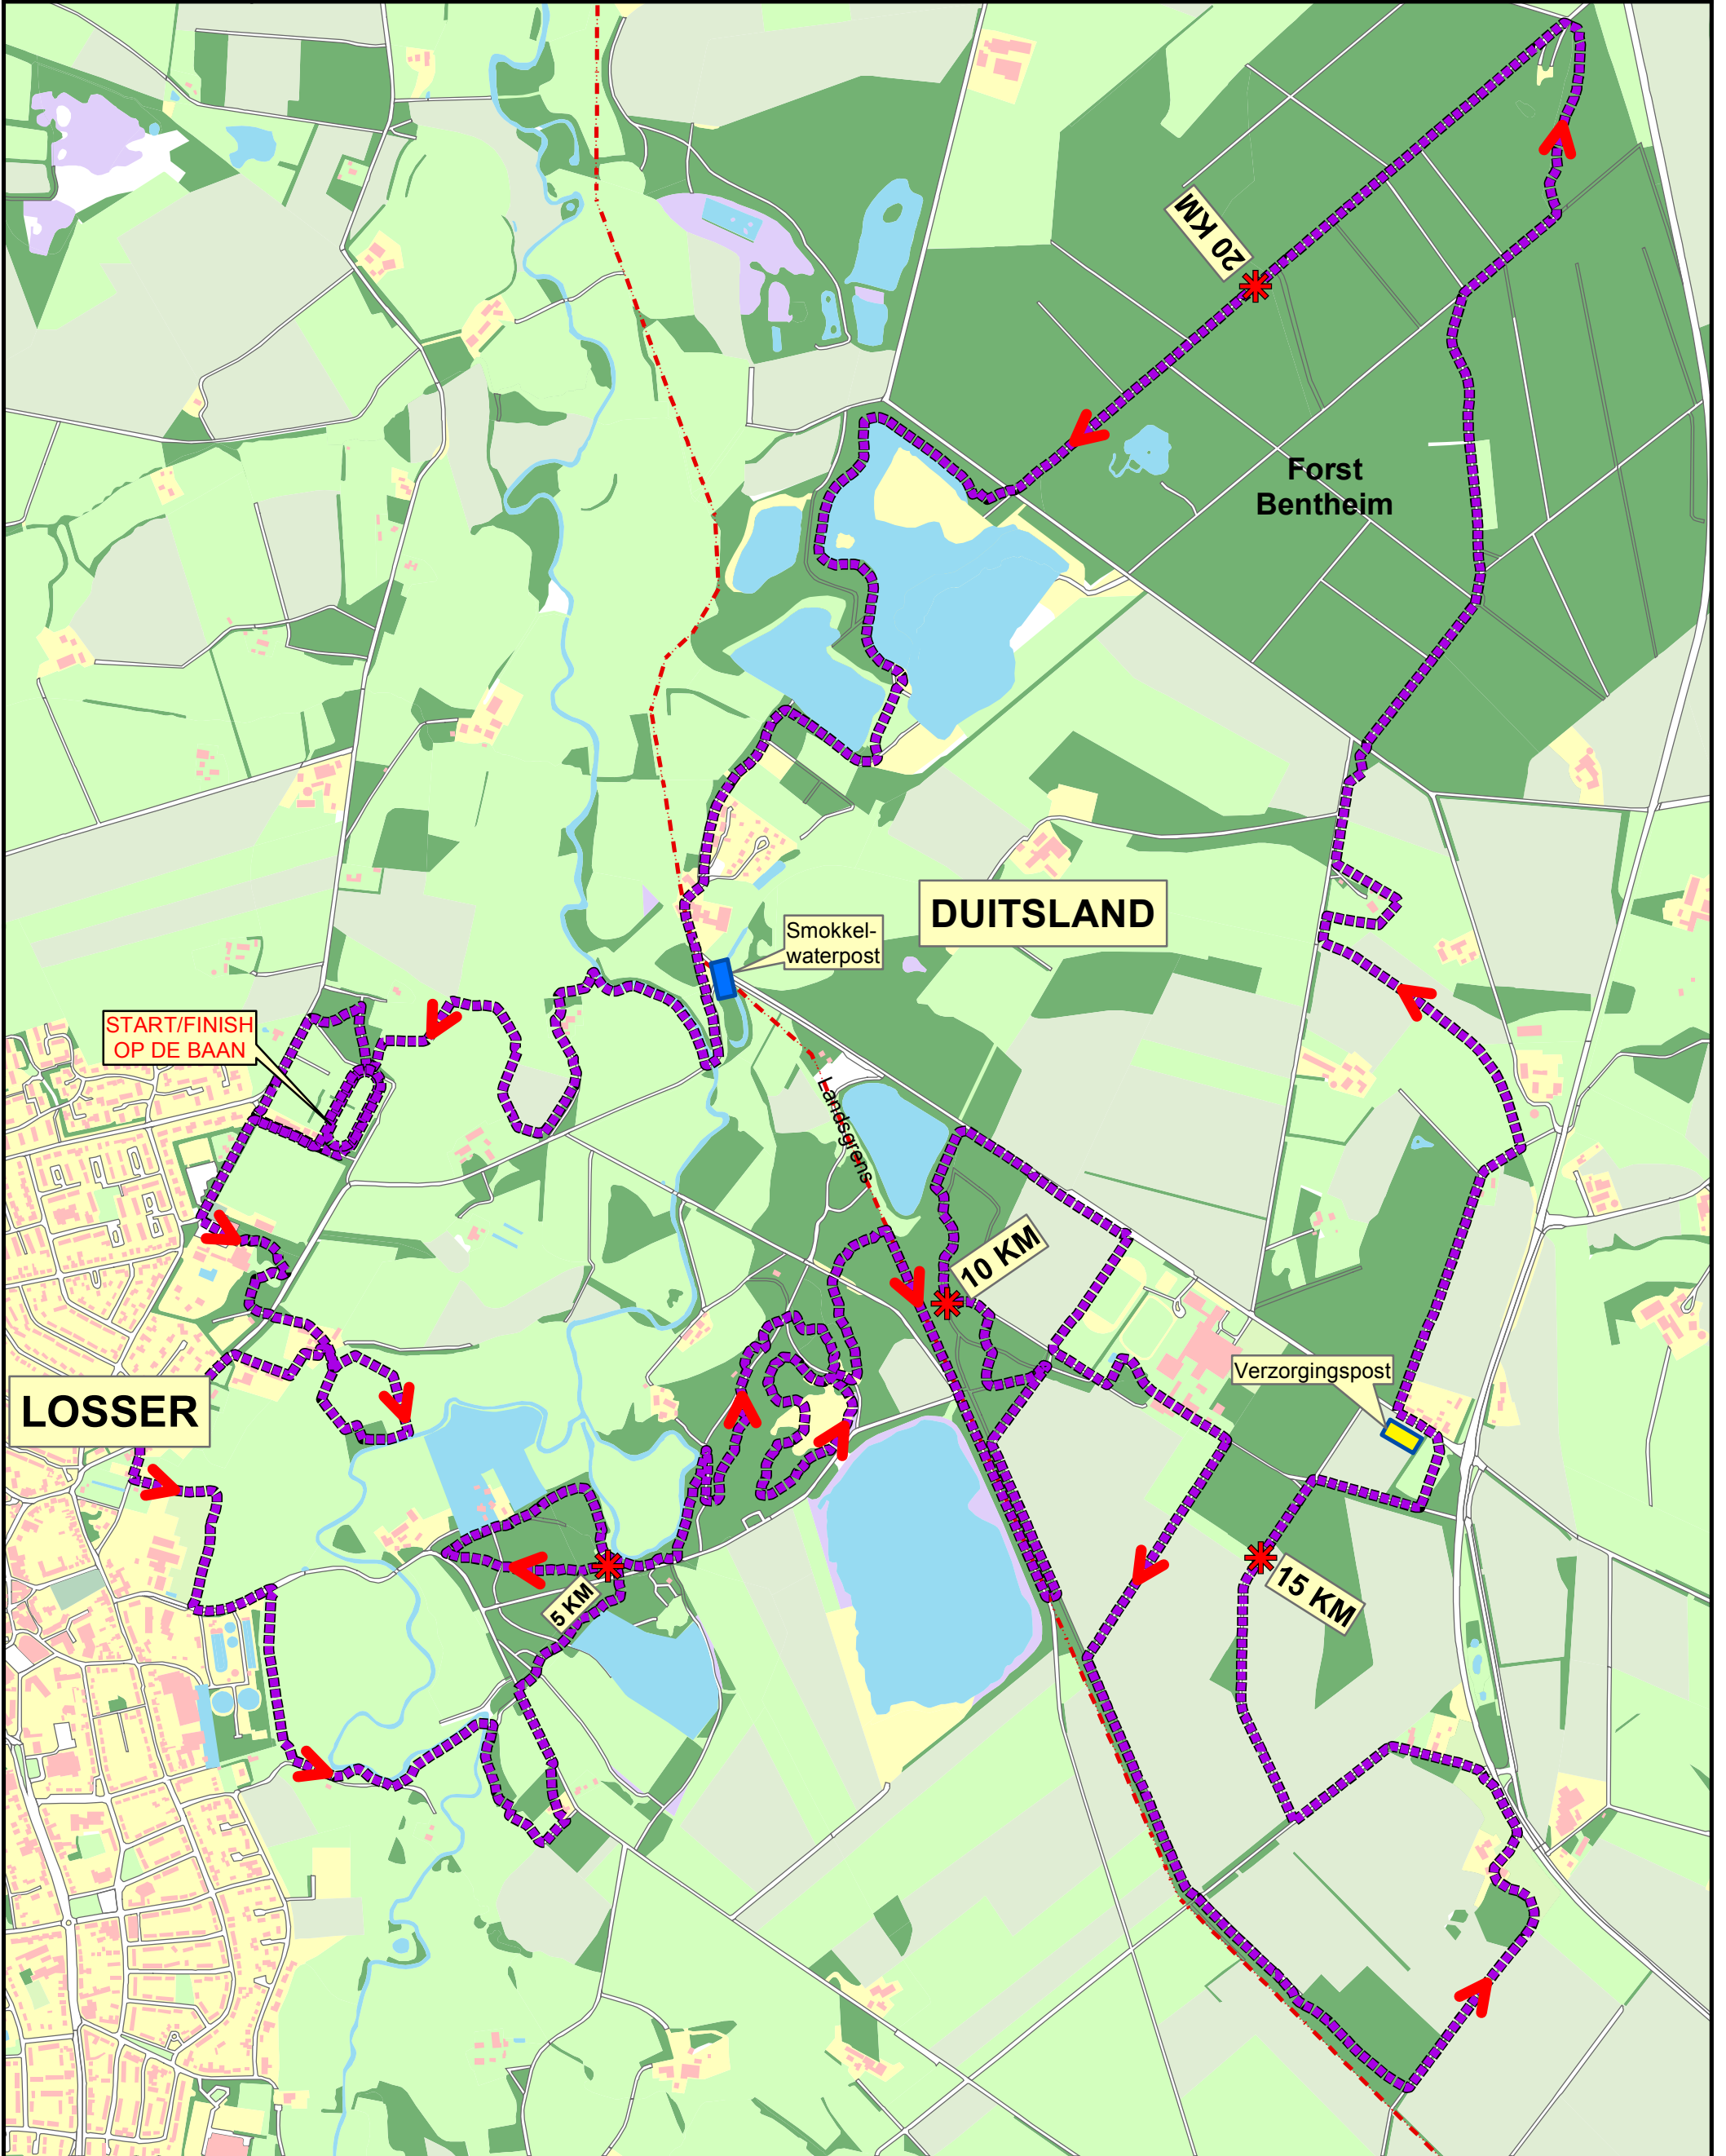 20 KM
Forst
Bentheim
DUITSLAND
Smokkel-
waterpost
START/FINISH
OP DE BAAN
Landsgrens
10 KM
Verzorgingspost
LOSSER
15 KM
5 KM